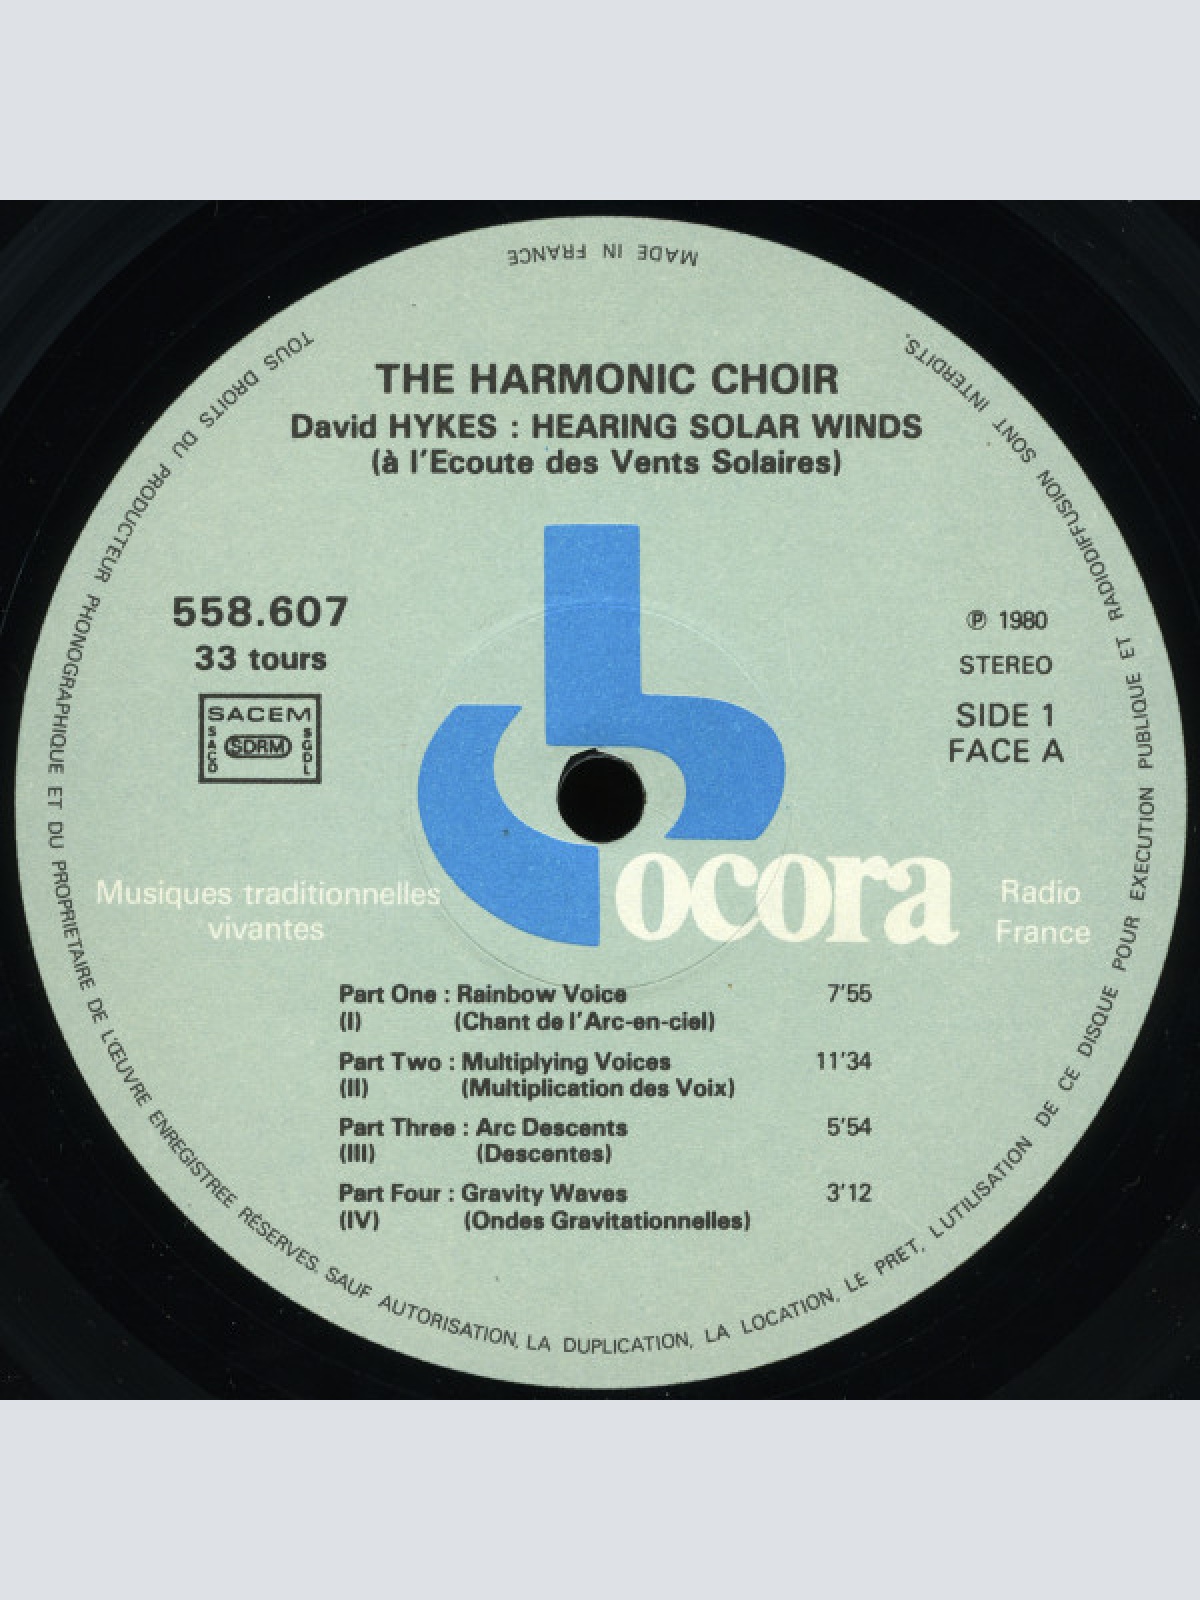 MADE IN FRANCE
THE HARMONIC CHOIR
David HYKES : HEARING SOLAR WINDS
(à l'Ecoute des Vents Solaires)
558.607
33 tours
SACEM
SACD
SDRM
SGDL
℗ 1980
STEREO
SIDE 1
FACE A
Musiques traditionnelles
vivantes
ocora
Radio
France
Part One : Rainbow Voice 7'55
(I) (Chant de l'Arc-en-ciel)
Part Two : Multiplying Voices 11'34
(II) (Multiplication des Voix)
Part Three : Arc Descents 5'54
(III) (Descentes)
Part Four : Gravity Waves 3'12
(IV) (Ondes Gravitationnelles)
TOUS DROITS DU PRODUCTEUR PHONOGRAPHIQUE ET DU PROPRIETAIRE DE L'ŒUVRE ENREGISTREE RÉSERVES. SAUF AUTORISATION, LA DUPLICATION, LA LOCATION, LE PRET, L'UTILISATION DE CE DISQUE POUR EXECUTION PUBLIQUE ET RADIODIFFUSION SONT INTERDITS.